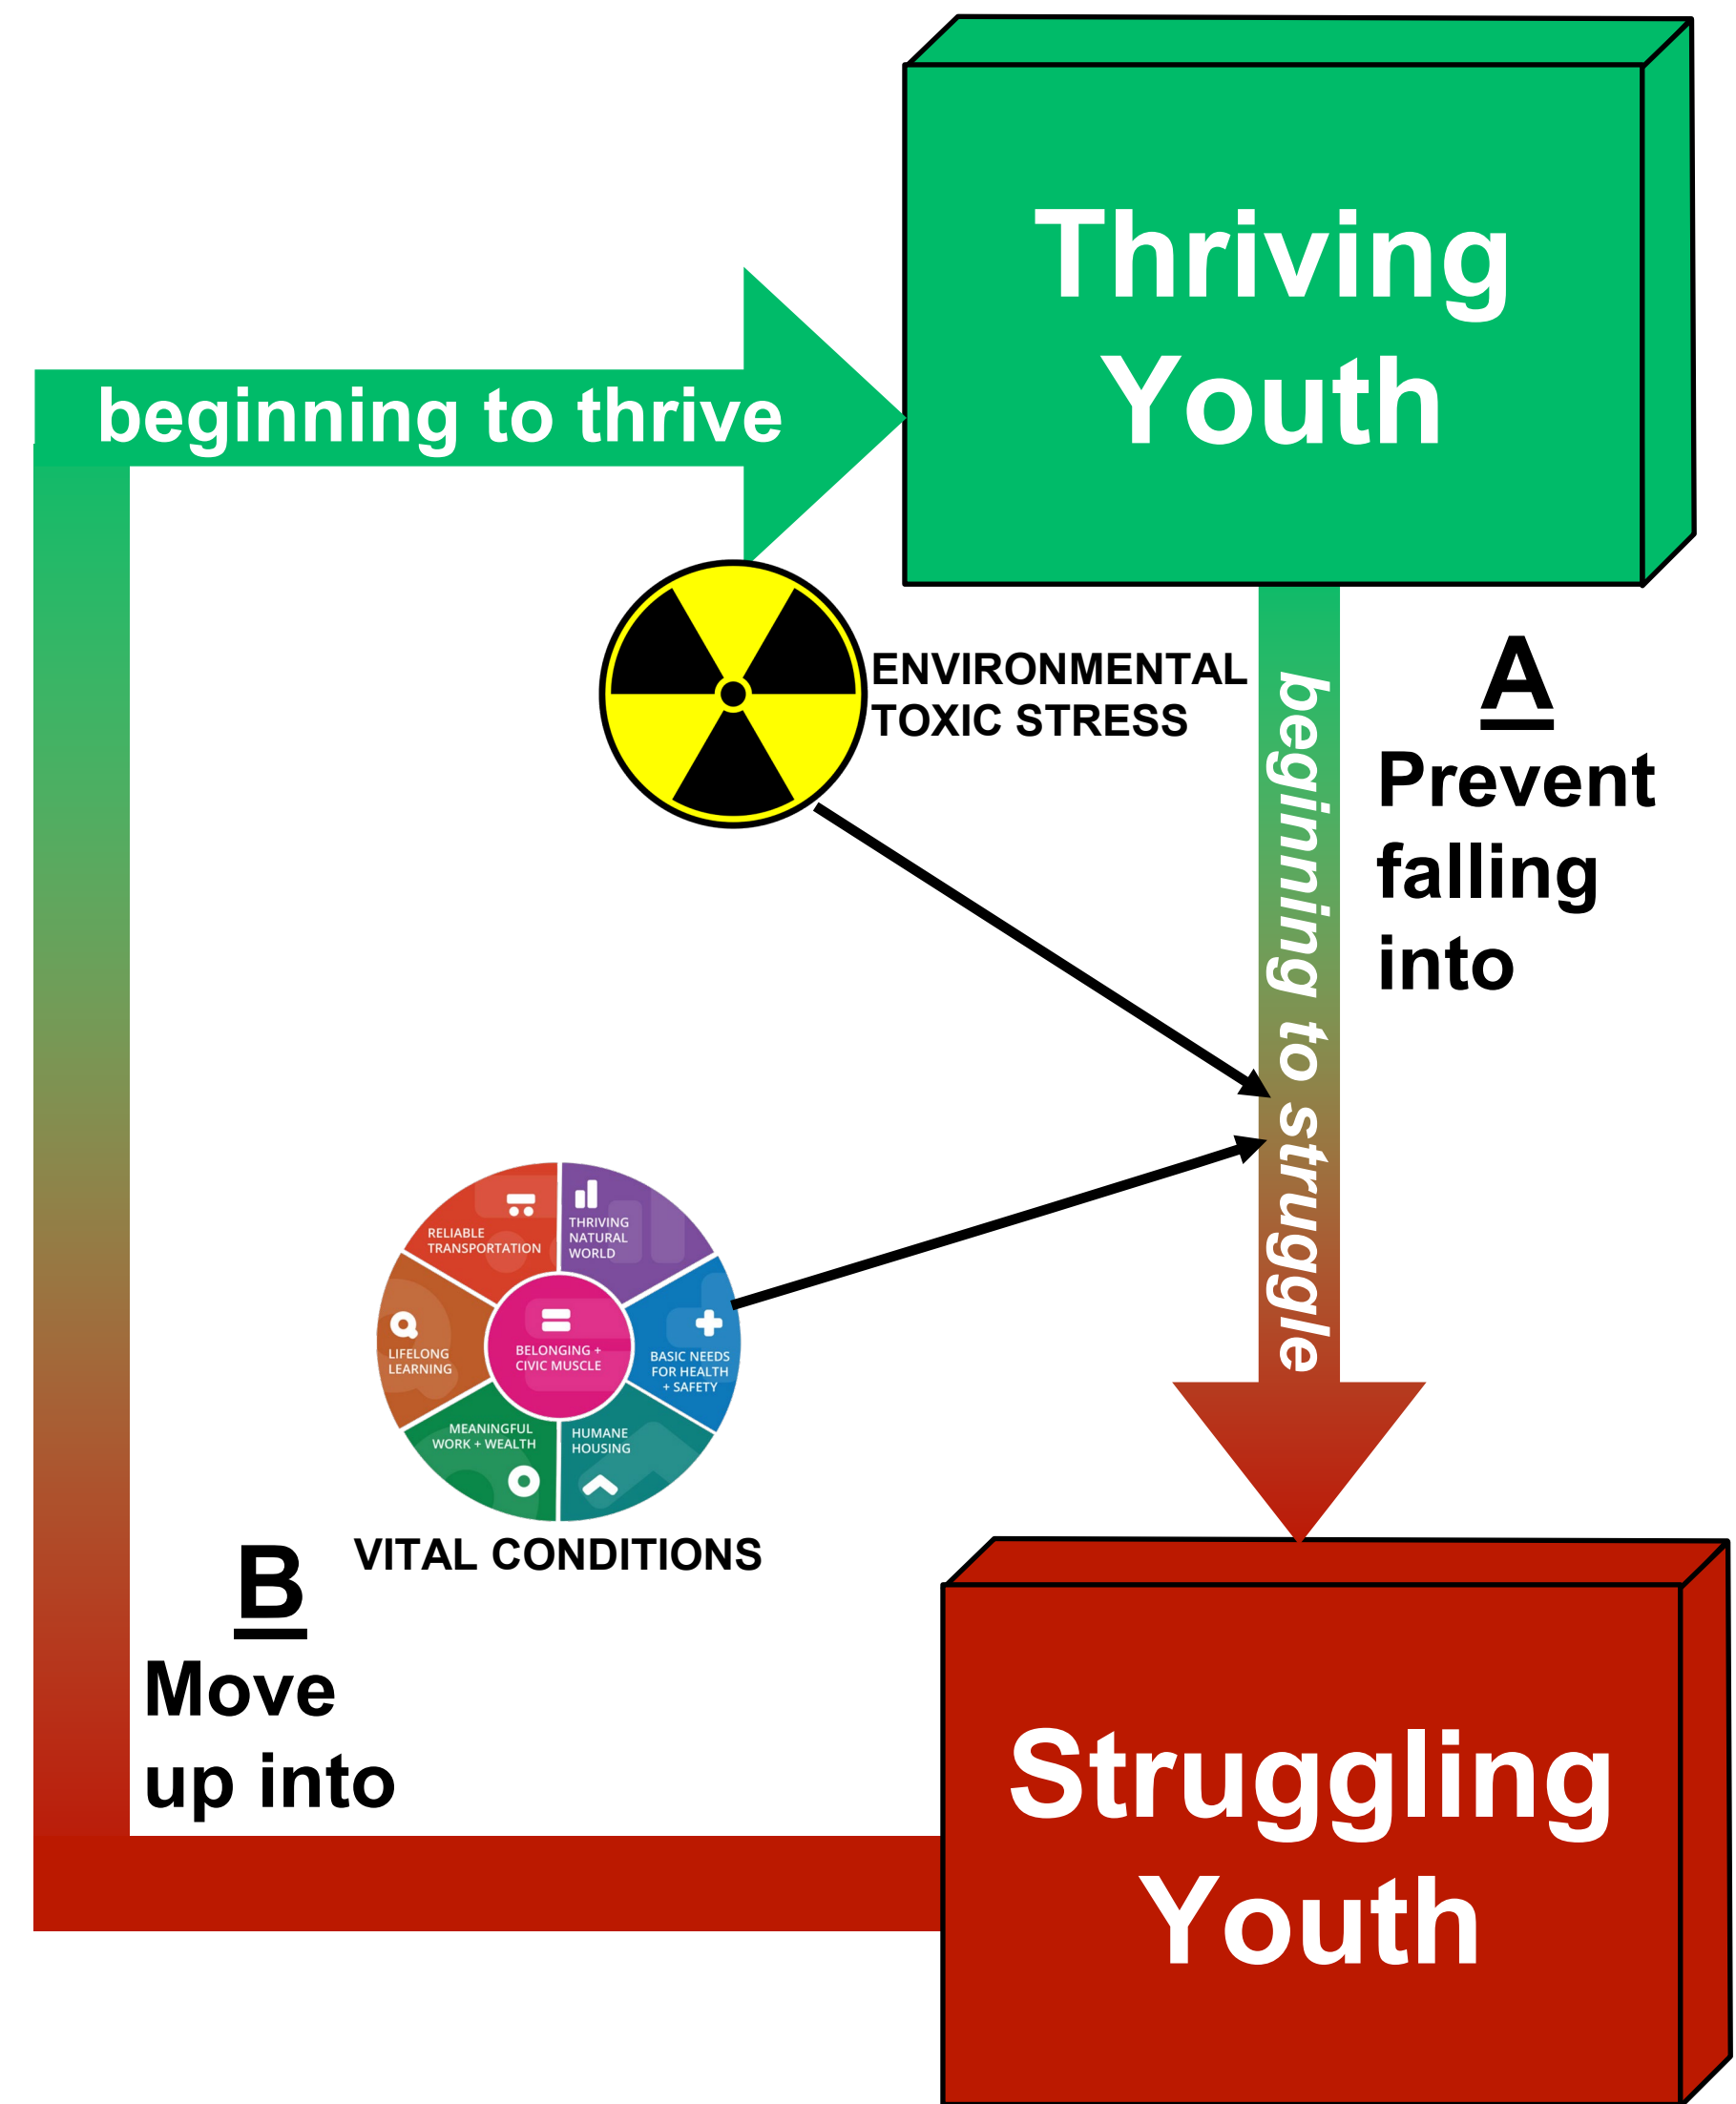 Thriving
Youth
beginning to thrive
ENVIRONMENTAL
TOXIC STRESS
beginning to struggle
A
Prevent
falling
into
RELIABLE
TRANSPORTATION
THRIVING
NATURAL
WORLD
LIFELONG
LEARNING
BELONGING +
CIVIC MUSCLE
BASIC NEEDS
FOR HEALTH
+ SAFETY
MEANINGFUL
WORK + WEALTH
HUMANE
HOUSING
VITAL CONDITIONS
B
Move
up into
Struggling
Youth